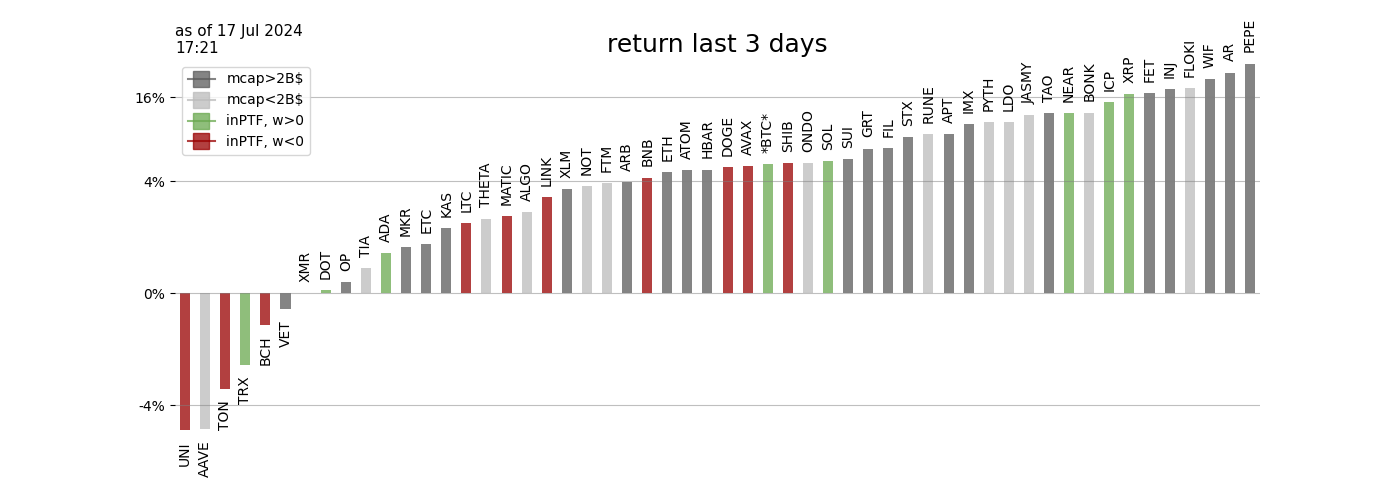 as of 17 Jul 2024
17:21
return last 3 days
mcap>2B$
mcap<2B$
inPTF, w>0
inPTF, w<0
16%
4%
0%
-4%
UNI
AAVE
TON
TRX
BCH
VET
XMR
DOT
OP
TIA
ADA
MKR
ETC
KAS
LTC
THETA
MATIC
ALGO
LINK
XLM
NOT
FTM
ARB
BNB
ETH
ATOM
HBAR
DOGE
AVAX
*BTC*
SHIB
ONDO
SOL
SUI
GRT
FIL
STX
RUNE
APT
IMX
PYTH
LDO
JASMY
TAO
NEAR
BONK
ICP
XRP
FET
INJ
FLOKI
WIF
AR
PEPE